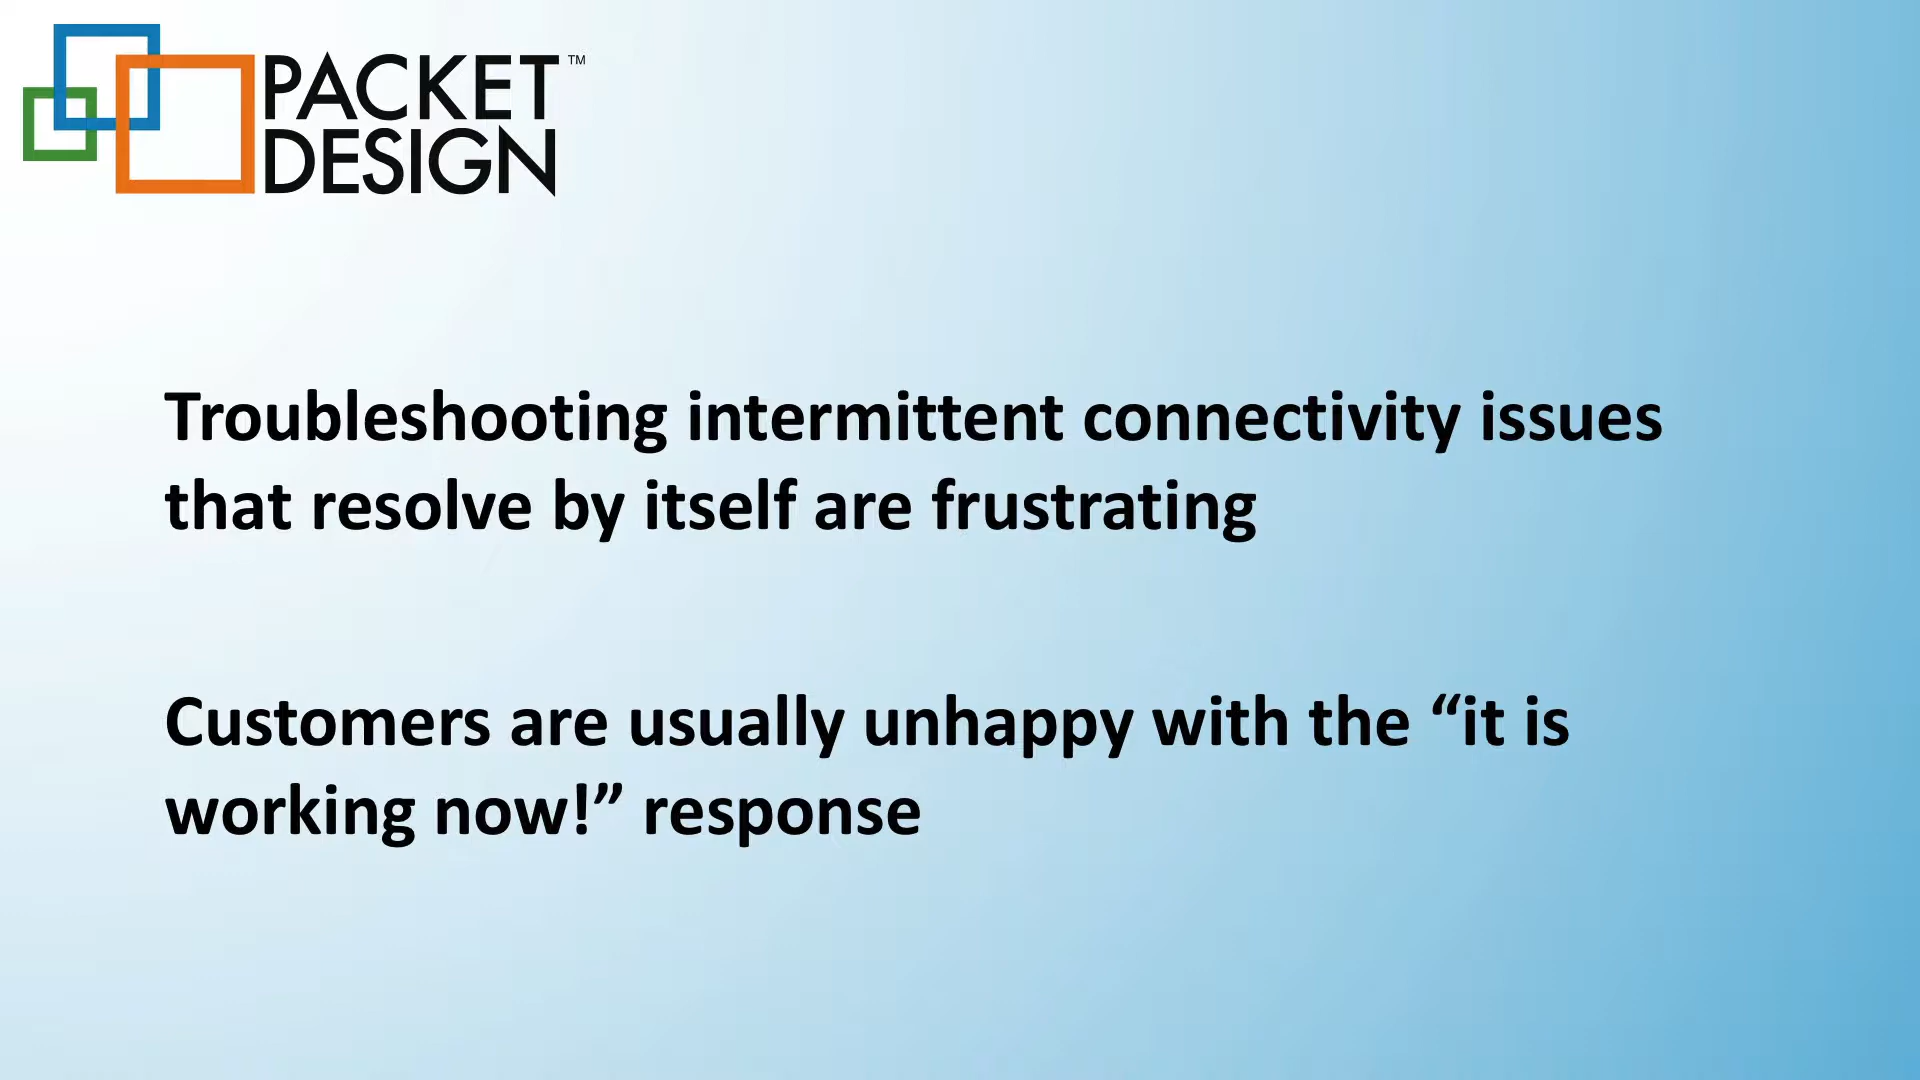 PACKET™
DESIGN
Troubleshooting intermittent connectivity issues
that resolve by itself are frustrating
Customers are usually unhappy with the “it is
working now!” response